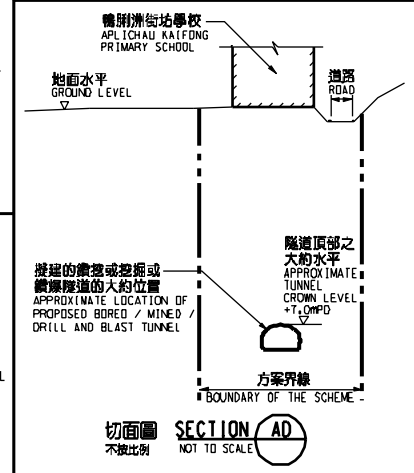 鴨脷洲街坊學校
APLICHAU KAIFONG
PRIMARY SCHOOL
地面水平
GROUND LEVEL
道路
ROAD
擬建的鑽挖或挖掘或
鑽爆隧道的大約位置
APPROXIMATE LOCATION OF
PROPOSED BORED / MINED /
DRILL AND BLAST TUNNEL
隧道頂部之
大約水平
APPROXIMATE
TUNNEL
CROWN LEVEL
+7.0mPD
方案界線
BOUNDARY OF THE SCHEME
切面圖 SECTION AD
不按比例 NOT TO SCALE
L